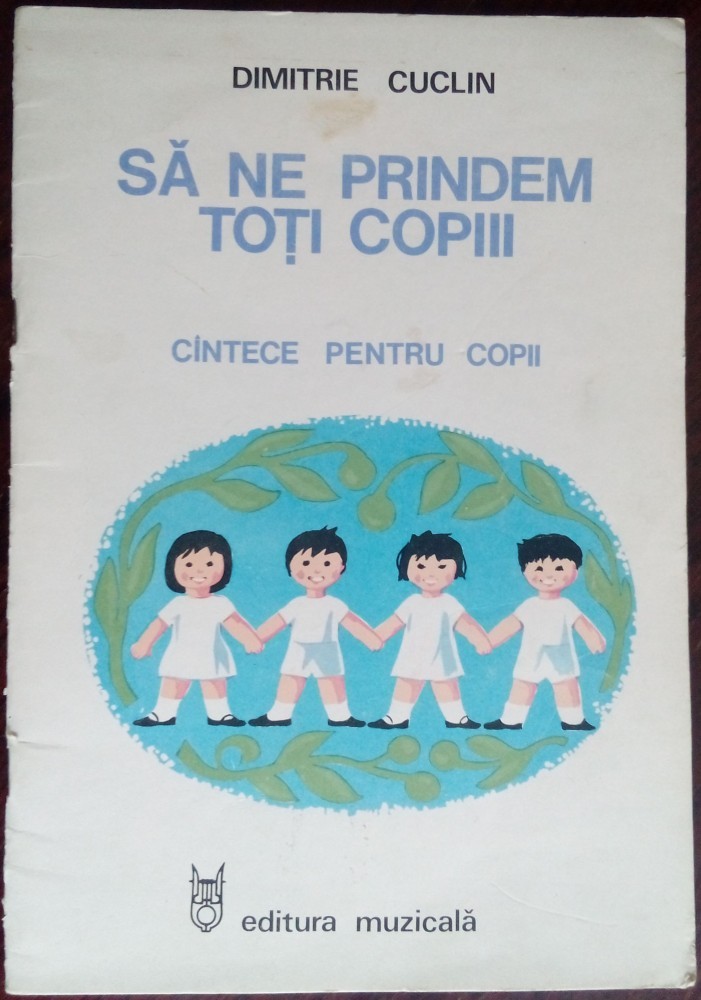 DIMITRIE CUCLIN
SĂ NE PRINDEM
TOȚI COPIII
CÎNTECE PENTRU COPII
editura muzicală